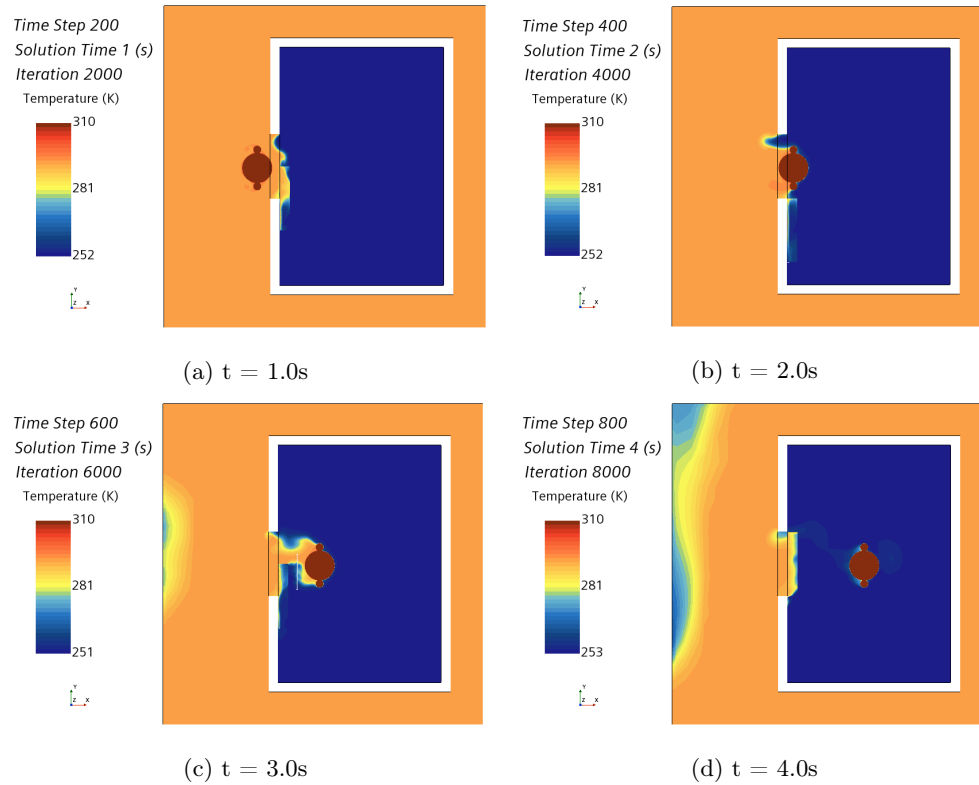 Time Step 200
Solution Time 1 (s)
Iteration 2000
Temperature (K)
310
281
252
Y
Z X
(a) t = 1.0s
Time Step 400
Solution Time 2 (s)
Iteration 4000
Temperature (K)
310
281
252
Y
Z X
(b) t = 2.0s
Time Step 600
Solution Time 3 (s)
Iteration 6000
Temperature (K)
310
281
251
Y
Z X
(c) t = 3.0s
Time Step 800
Solution Time 4 (s)
Iteration 8000
Temperature (K)
310
281
253
Y
Z X
(d) t = 4.0s